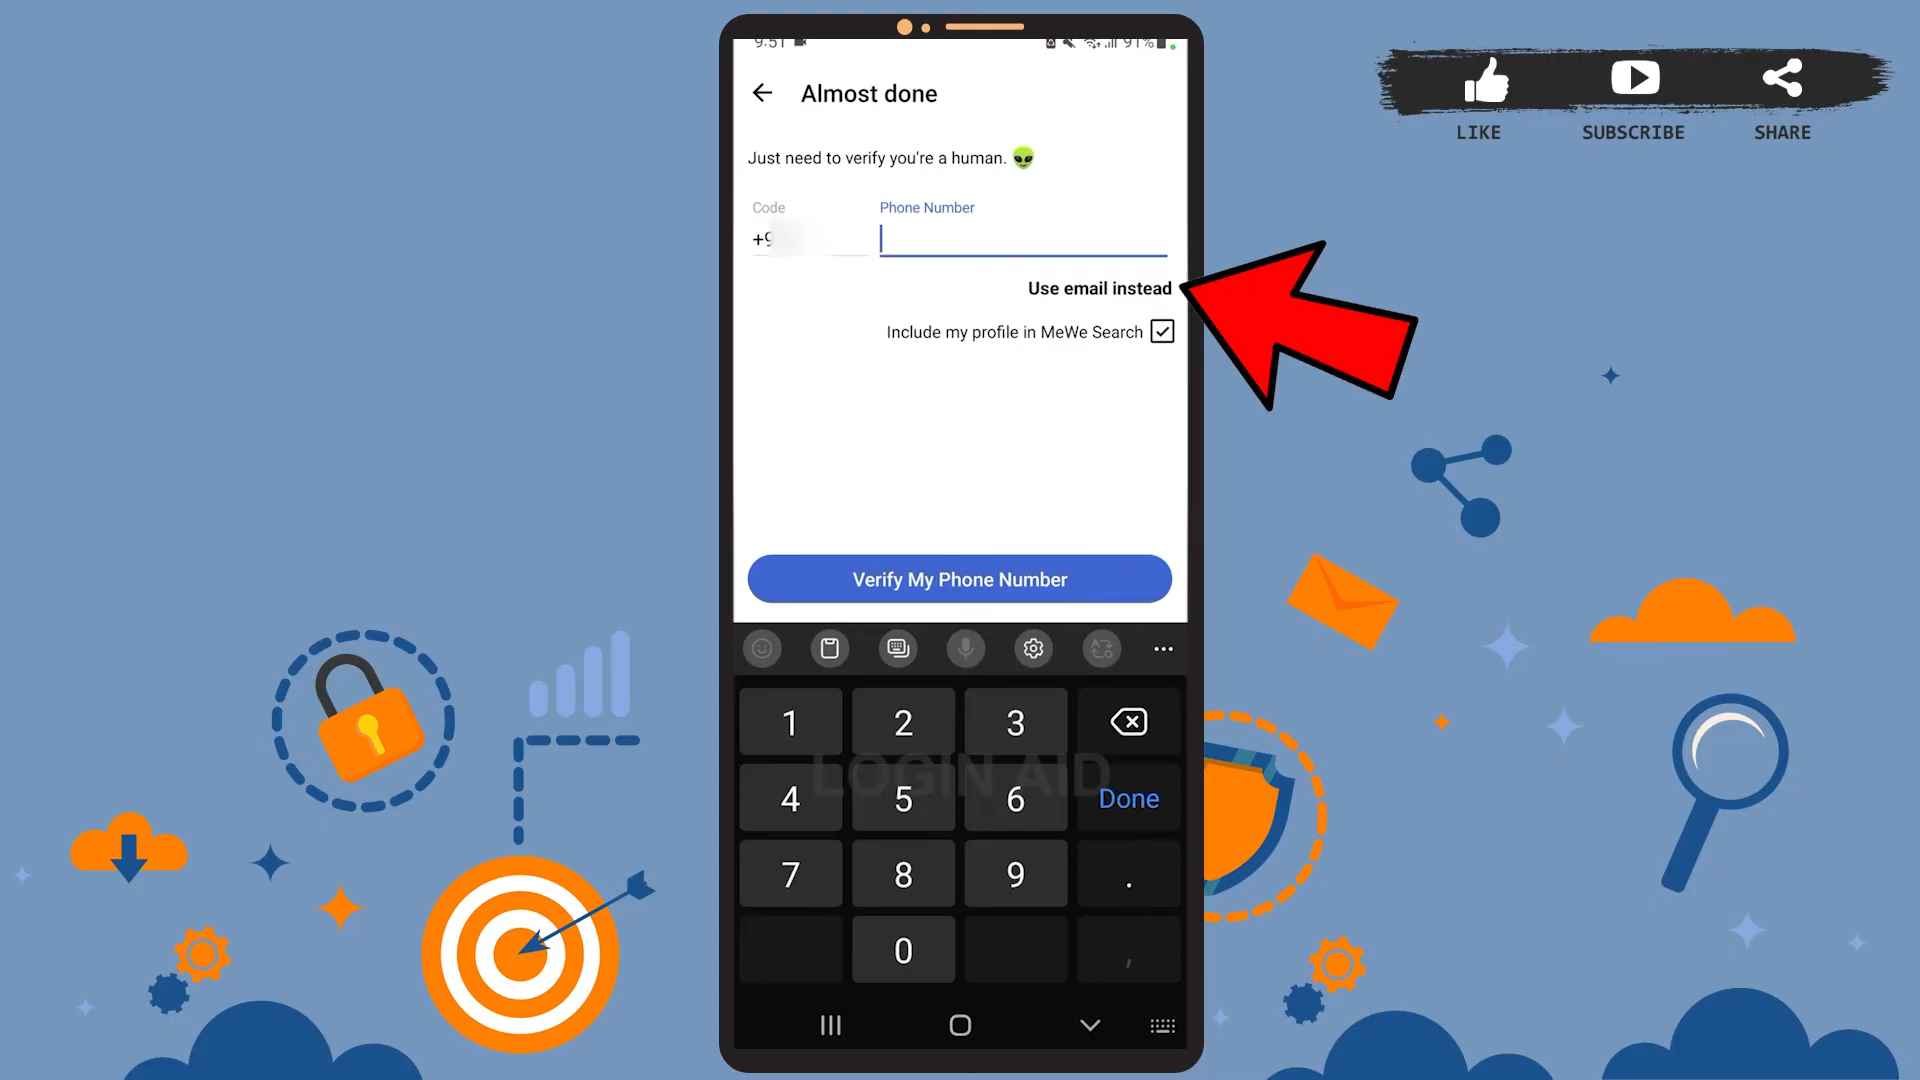 9:51
91%
LIKE
SUBSCRIBE
SHARE
Almost done
Just need to verify you're a human. 👽
Code
Phone Number
+9
Use email instead
Include my profile in MeWe Search
Verify My Phone Number
1 2 3
LOGIN AID
4 5 6 Done
7 8 9 .
0 ,